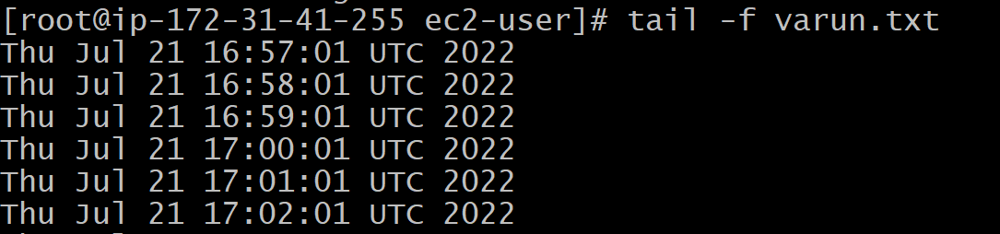 [root@ip-172-31-41-255 ec2-user]# tail -f varun.txt
Thu Jul 21 16:57:01 UTC 2022
Thu Jul 21 16:58:01 UTC 2022
Thu Jul 21 16:59:01 UTC 2022
Thu Jul 21 17:00:01 UTC 2022
Thu Jul 21 17:01:01 UTC 2022
Thu Jul 21 17:02:01 UTC 2022